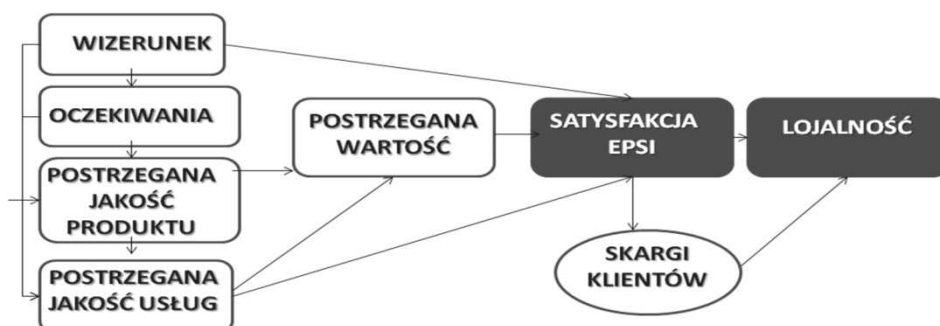 WIZERUNEK
OCZEKIWANIA
POSTRZEGANA
JAKOŚĆ
PRODUKTU
POSTRZEGANA
JAKOŚĆ USŁUG
POSTRZEGANA
WARTOŚĆ
SATYSFAKCJA
EPSI
LOJALNOŚĆ
SKARGI
KLIENTÓW